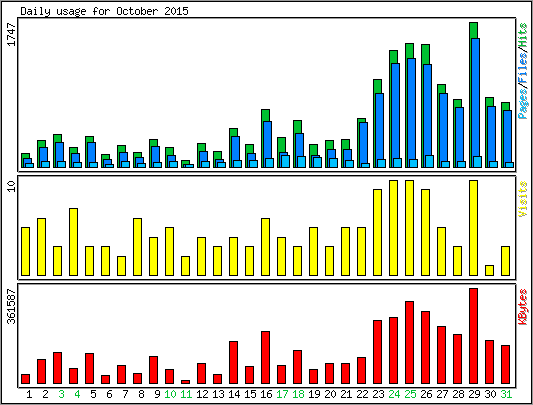 Daily usage for October 2015
1747
Pages/Files/Hits
10
Visits
361587
KBytes
1 2 3 4 5 6 7 8 9 10 11 12 13 14 15 16 17 18 19 20 21 22 23 24 25 26 27 28 29 30 31